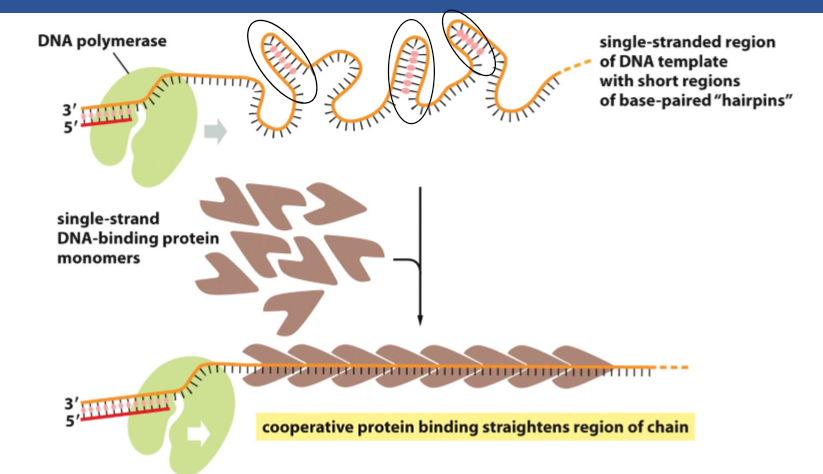 DNA polymerase
single-stranded region
of DNA template
with short regions
of base-paired “hairpins”
3′
5′
single-strand
DNA-binding protein
monomers
3′
5′
cooperative protein binding straightens region of chain